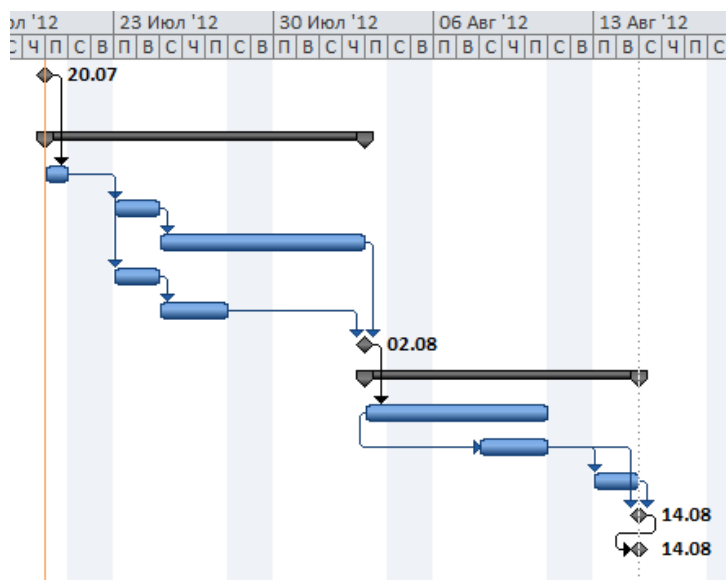 л '12 23 Июл '12 30 Июл '12 06 Авг '12 13 Авг '12
С Ч П С В П В С Ч П С В П В С Ч П С В П В С Ч П С В П В С Ч П С
20.07
02.08
14.08
14.08